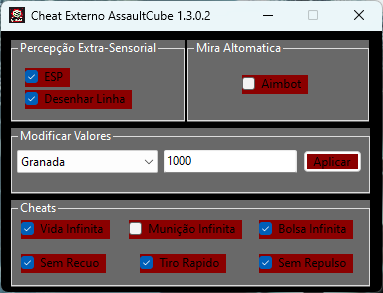 Cheat Externo AssaultCube 1.3.0.2
Percepção Extra-Sensorial
Mira Altomatica
ESP
Aimbot
Desenhar Linha
Modificar Valores
Granada
1000
Aplicar
Cheats
Vida Infinita
Munição Infinita
Bolsa Infinita
Sem Recuo
Tiro Rapido
Sem Repulso